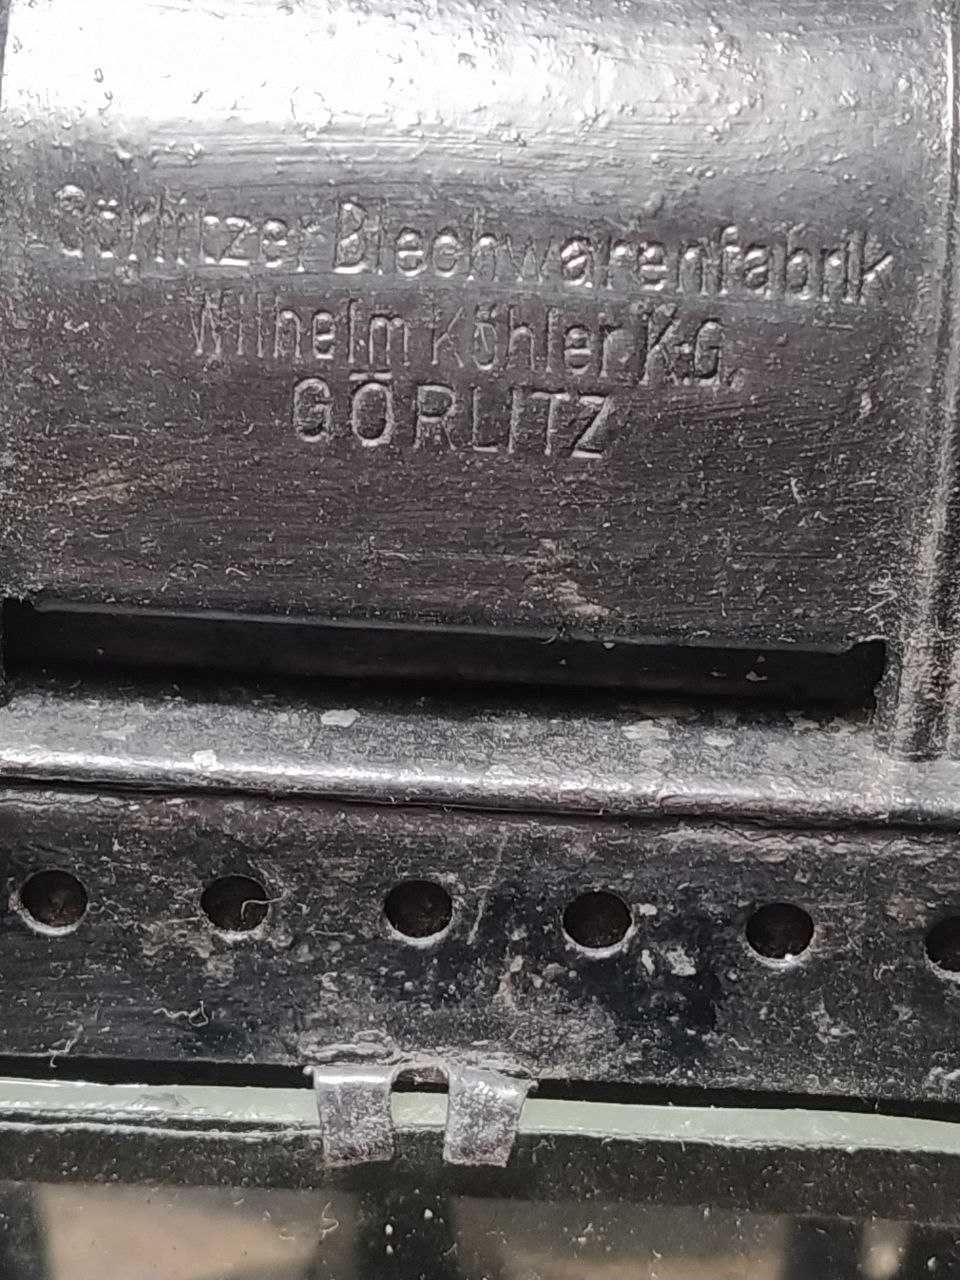 Görlitzer Blechwarenfabrik
Wilhelm Köhler K.G.
GÖRLITZ